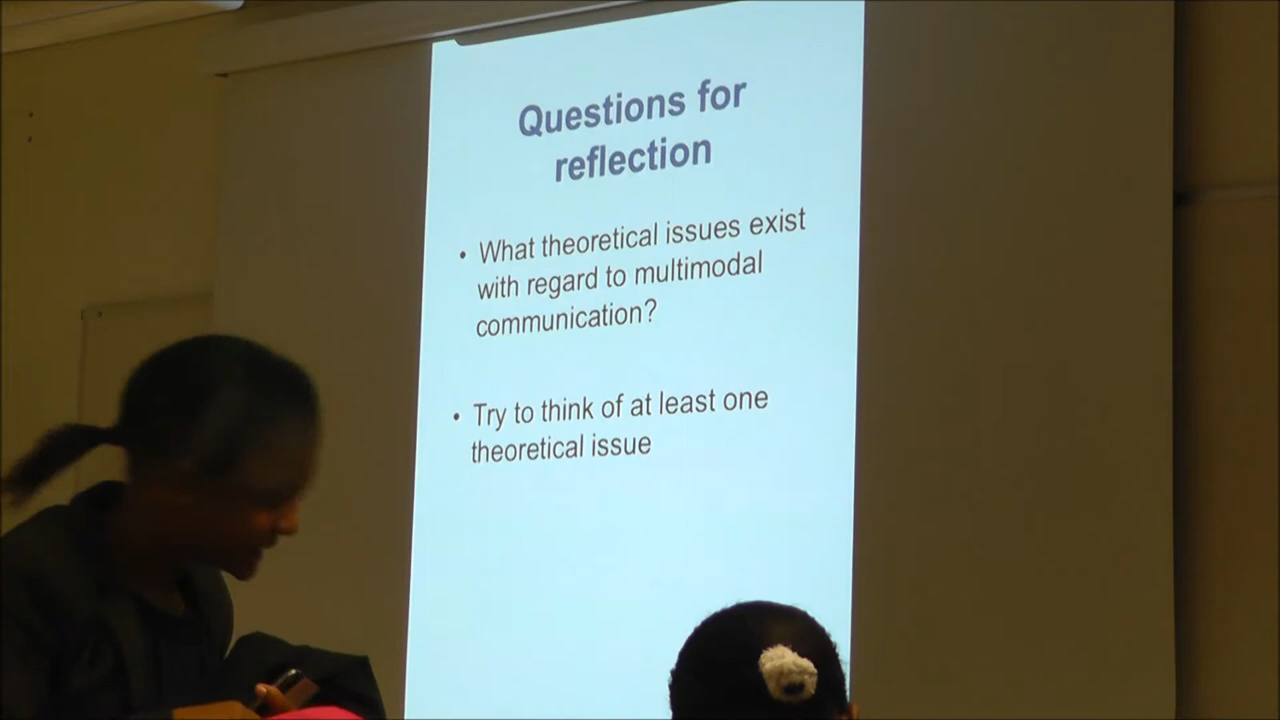 Questions for
reflection
• What theoretical issues exist
with regard to multimodal
communication?
• Try to think of at least one
theoretical issue